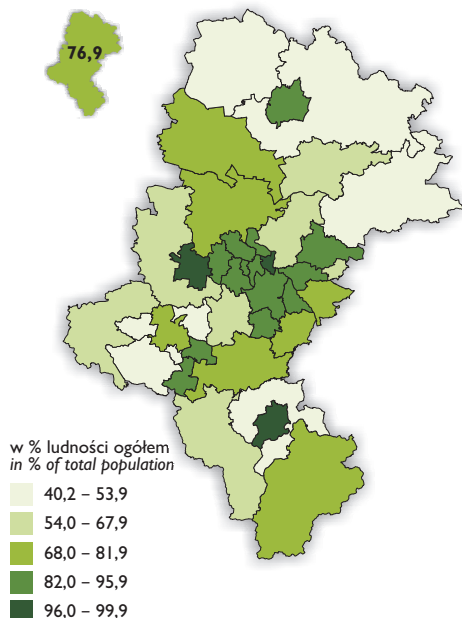 76,9
w % ludności ogółem
in % of total population
40,2 – 53,9
54,0 – 67,9
68,0 – 81,9
82,0 – 95,9
96,0 – 99,9